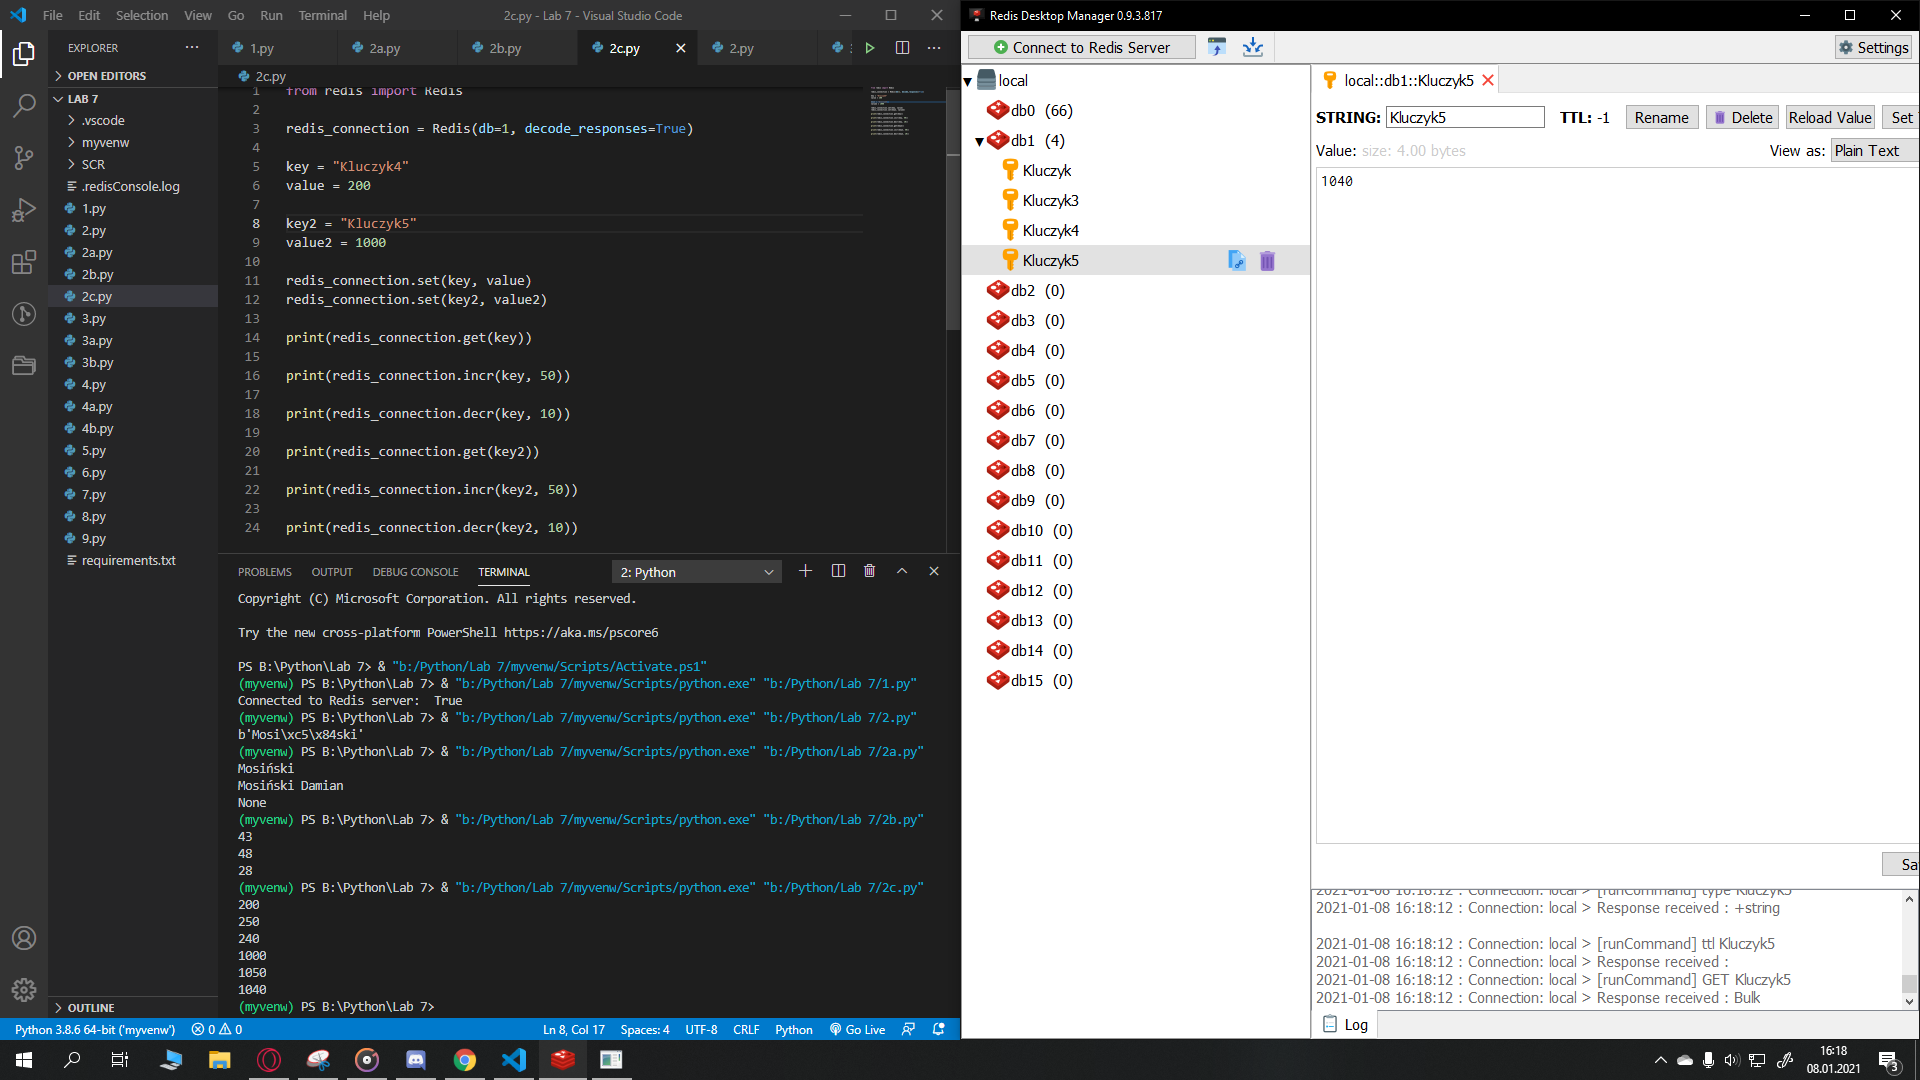 File Edit Selection View Go Run Terminal Help
2c.py - Lab 7 - Visual Studio Code
EXPLORER
OPEN EDITORS
LAB 7
.vscode
myvenw
SCR
.redisConsole.log
1.py
2.py
2a.py
2b.py
2c.py
3.py
3a.py
3b.py
4.py
4a.py
4b.py
5.py
6.py
7.py
8.py
9.py
requirements.txt
OUTLINE
1.py 2a.py 2b.py 2c.py 2.py
2c.py
1 from redis import Redis
2
3 redis_connection = Redis(db=1, decode_responses=True)
4
5 key = "Kluczyk4"
6 value = 200
7
8 key2 = "Kluczyk5"
9 value2 = 1000
10
11 redis_connection.set(key, value)
12 redis_connection.set(key2, value2)
13
14 print(redis_connection.get(key))
15
16 print(redis_connection.incr(key, 50))
17
18 print(redis_connection.decr(key, 10))
19
20 print(redis_connection.get(key2))
21
22 print(redis_connection.incr(key2, 50))
23
24 print(redis_connection.decr(key2, 10))
PROBLEMS OUTPUT DEBUG CONSOLE TERMINAL 2: Python
Copyright (C) Microsoft Corporation. All rights reserved.
Try the new cross-platform PowerShell https://aka.ms/pscore6
PS B:\Python\Lab 7> & "b:/Python/Lab 7/myvenw/Scripts/Activate.ps1"
(myvenw) PS B:\Python\Lab 7> & "b:/Python/Lab 7/myvenw/Scripts/python.exe" "b:/Python/Lab 7/1.py"
Connected to Redis server:  True
(myvenw) PS B:\Python\Lab 7> & "b:/Python/Lab 7/myvenw/Scripts/python.exe" "b:/Python/Lab 7/2.py"
b'Mosi\xc5\x84ski'
(myvenw) PS B:\Python\Lab 7> & "b:/Python/Lab 7/myvenw/Scripts/python.exe" "b:/Python/Lab 7/2a.py"
Mosiński
Mosiński Damian
None
(myvenw) PS B:\Python\Lab 7> & "b:/Python/Lab 7/myvenw/Scripts/python.exe" "b:/Python/Lab 7/2b.py"
43
48
28
(myvenw) PS B:\Python\Lab 7> & "b:/Python/Lab 7/myvenw/Scripts/python.exe" "b:/Python/Lab 7/2c.py"
200
250
240
1000
1050
1040
(myvenw) PS B:\Python\Lab 7>
Python 3.8.6 64-bit ('myvenw') 0 0 Ln 8, Col 17 Spaces: 4 UTF-8 CRLF Python Go Live
Redis Desktop Manager 0.9.3.817
Connect to Redis Server Settings
local
db0 (66)
db1 (4)
Kluczyk
Kluczyk3
Kluczyk4
Kluczyk5
db2 (0)
db3 (0)
db4 (0)
db5 (0)
db6 (0)
db7 (0)
db8 (0)
db9 (0)
db10 (0)
db11 (0)
db12 (0)
db13 (0)
db14 (0)
db15 (0)
local::db1::Kluczyk5
STRING: Kluczyk5 TTL: -1 Rename Delete Reload Value Set
Value: size: 4.00 bytes View as: Plain Text
1040
Sa
2021-01-08 16:18:12 : Connection: local > [runCommand] type Kluczyk5
2021-01-08 16:18:12 : Connection: local > Response received : +string
2021-01-08 16:18:12 : Connection: local > [runCommand] ttl Kluczyk5
2021-01-08 16:18:12 : Connection: local > Response received :
2021-01-08 16:18:12 : Connection: local > [runCommand] GET Kluczyk5
2021-01-08 16:18:12 : Connection: local > Response received : Bulk
Log
16:18
08.01.2021
3